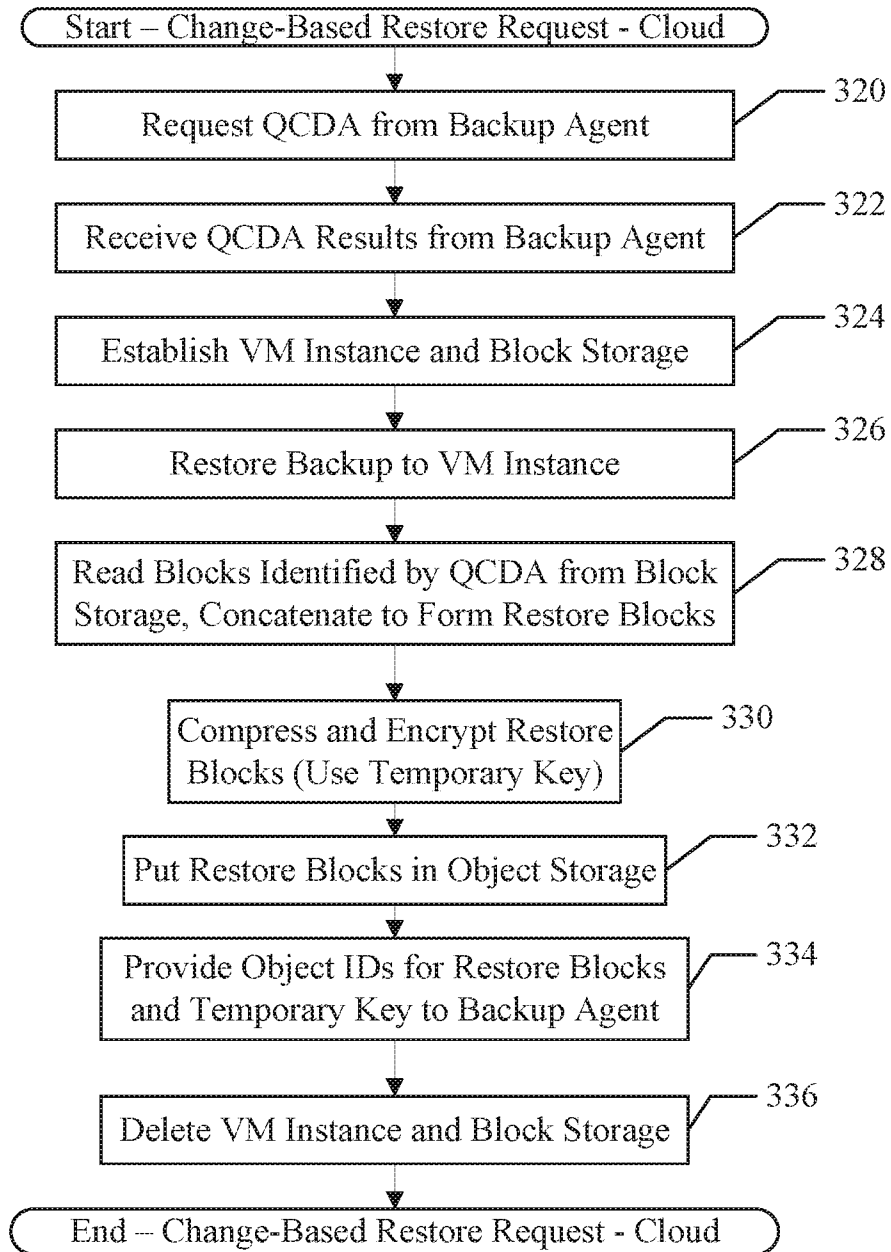 Start – Change-Based Restore Request - Cloud
320
Request QCDA from Backup Agent
322
Receive QCDA Results from Backup Agent
324
Establish VM Instance and Block Storage
326
Restore Backup to VM Instance
328
Read Blocks Identified by QCDA from Block
Storage, Concatenate to Form Restore Blocks
330
Compress and Encrypt Restore
Blocks (Use Temporary Key)
332
Put Restore Blocks in Object Storage
334
Provide Object IDs for Restore Blocks
and Temporary Key to Backup Agent
336
Delete VM Instance and Block Storage
End – Change-Based Restore Request - Cloud